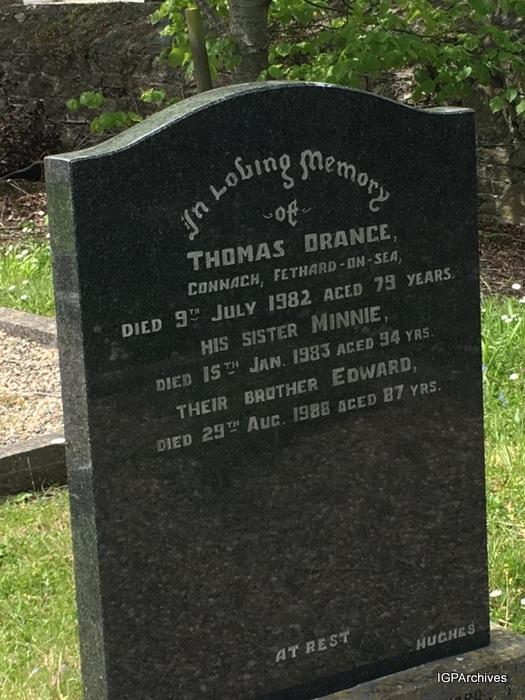 In Loving Memory
of
THOMAS DRANGE,
CONNAGH, FETHARD-ON-SEA,
DIED 9TH JULY 1982 AGED 79 YEARS.
HIS SISTER MINNIE,
DIED 15TH JAN. 1983 AGED 94 YRS.
THEIR BROTHER EDWARD,
DIED 29TH AUG. 1988 AGED 87 YRS.
AT REST
HUGHES
IGPArchives